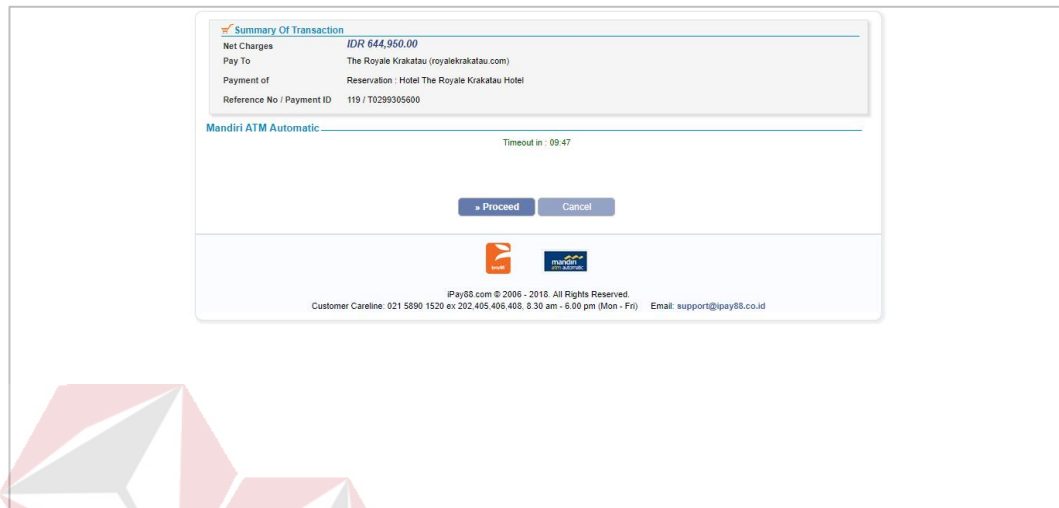 Summary Of Transaction
Net Charges IDR 644,950.00
Pay To The Royale Krakatau (royalekrakatau.com)
Payment of Reservation : Hotel The Royale Krakatau Hotel
Reference No / Payment ID 119 / T0299305600
Mandiri ATM Automatic
Timeout in : 09:47
» Proceed Cancel
ipay88 mandiri
atm automatic
iPay88.com © 2006 - 2018. All Rights Reserved.
Customer Careline: 021 5890 1520 ex 202,405,406,408, 8.30 am - 6.00 pm (Mon - Fri) Email: support@ipay88.co.id